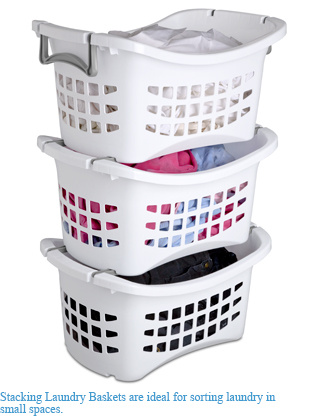 Stacking Laundry Baskets are ideal for sorting laundry in
small spaces.